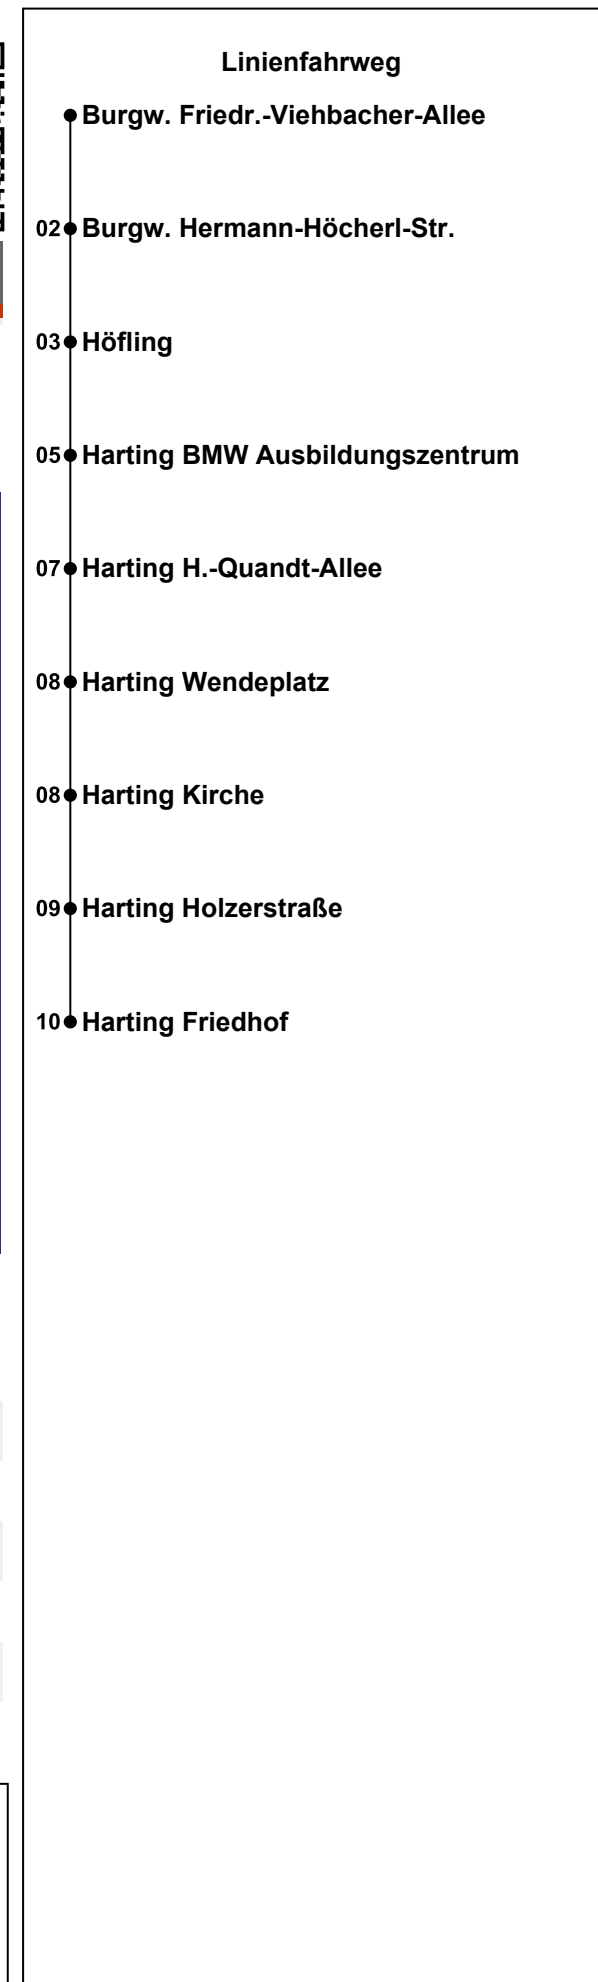 Linienfahrweg
Burgw. Friedr.-Viehbacher-Allee
02 Burgw. Hermann-Höcherl-Str.
03 Höfling
05 Harting BMW Ausbildungszentrum
07 Harting H.-Quandt-Allee
08 Harting Wendeplatz
08 Harting Kirche
09 Harting Holzerstraße
10 Harting Friedhof